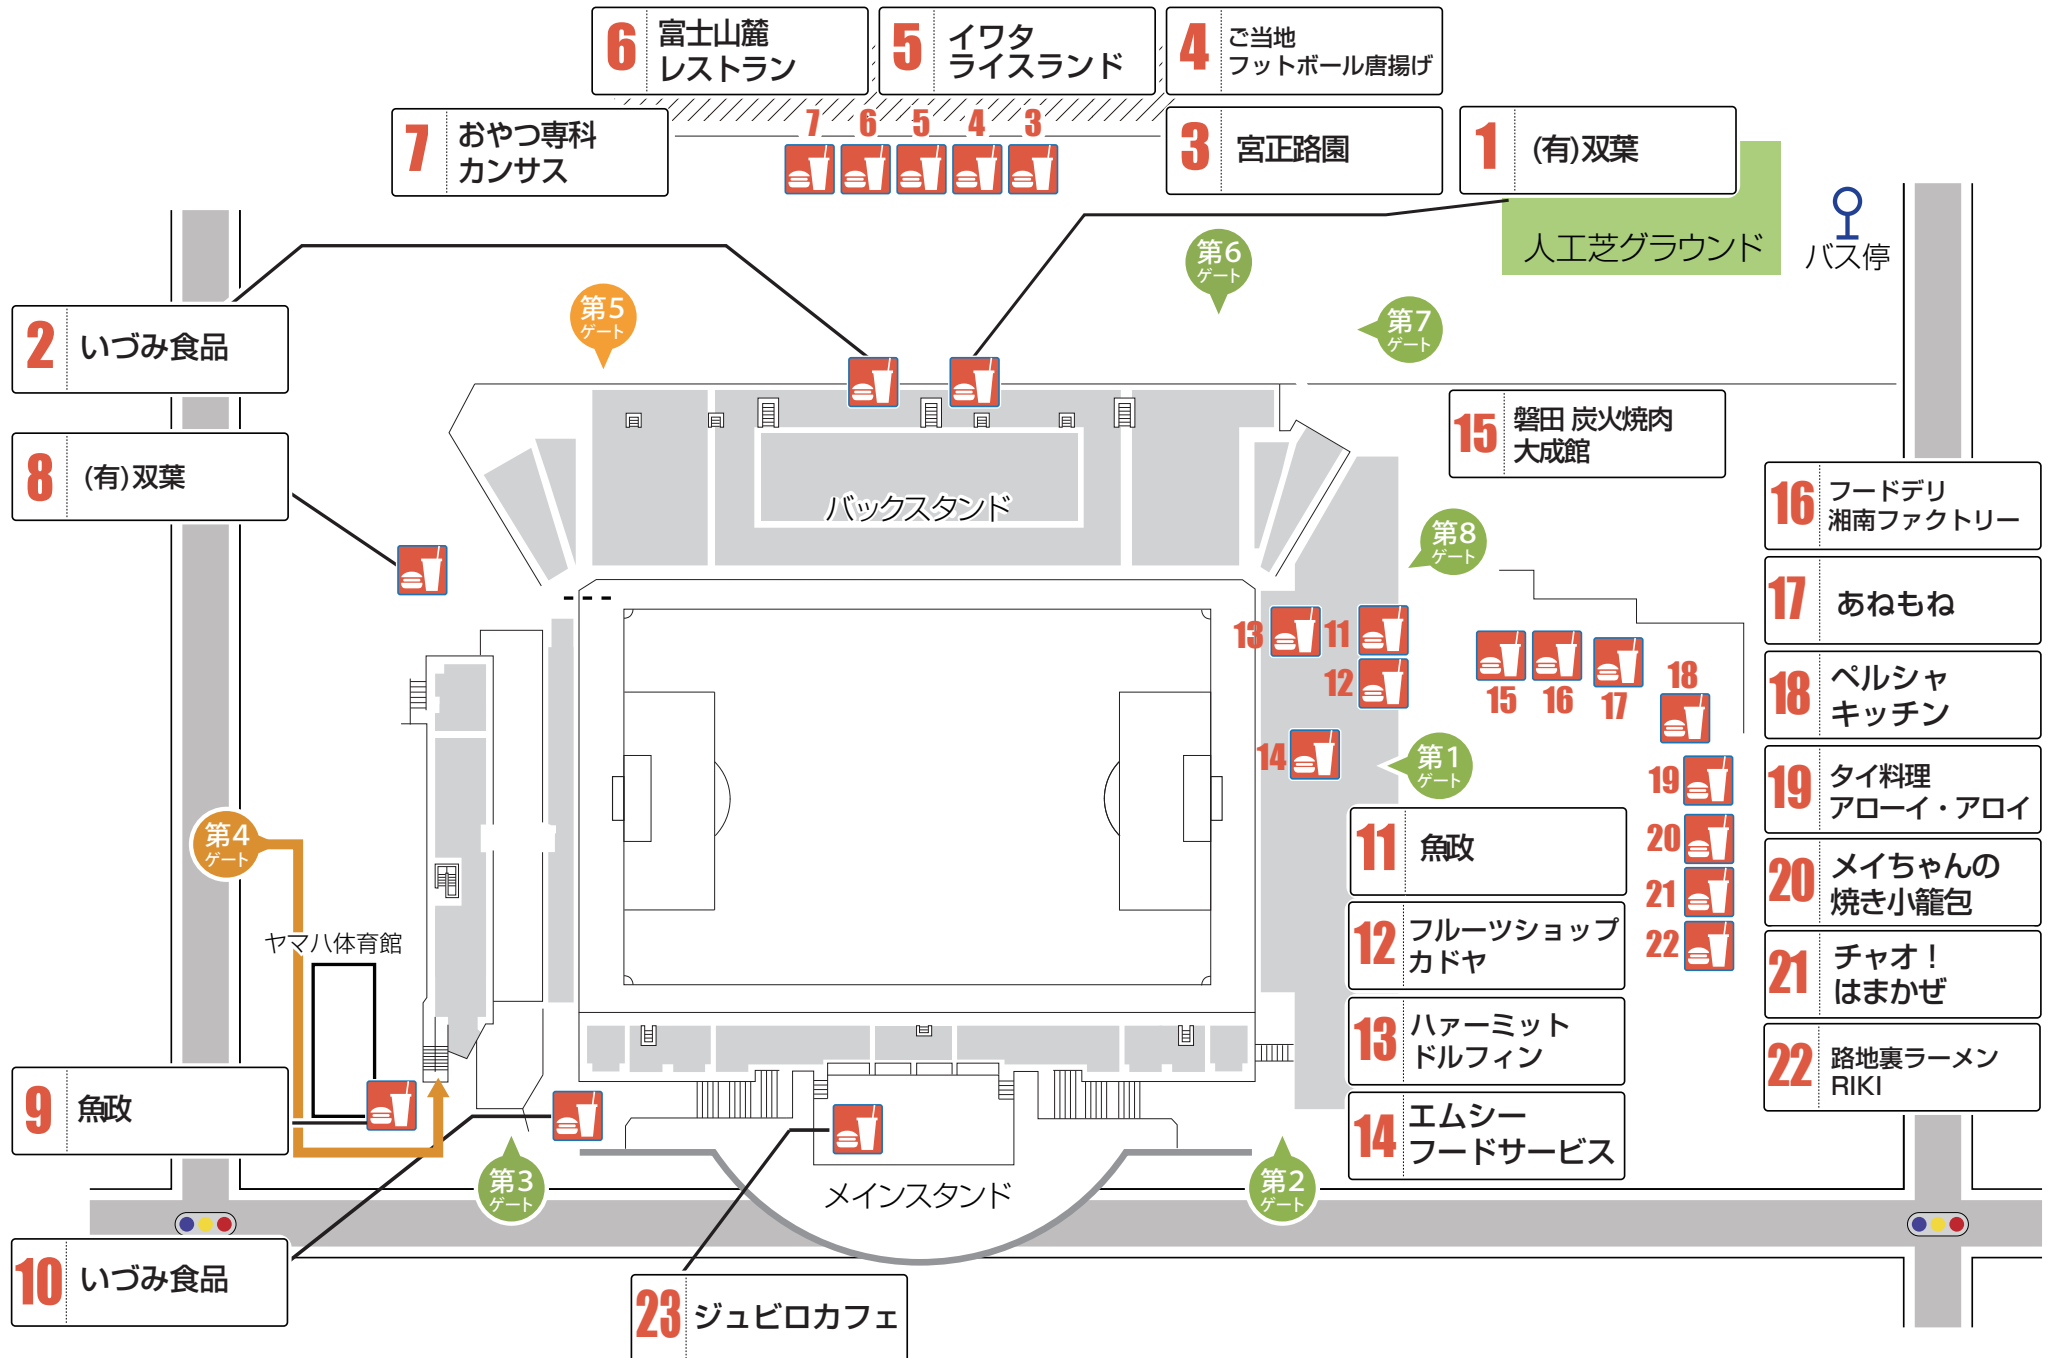 6
富士山麓
レストラン
5
イワタ
ライスランド
4
ご当地
フットボール唐揚げ
7
おやつ専科
カンサス
7
6
5
4
3
3
宮正路園
1
(有)双葉
人工芝グラウンド
バス停
第6
ゲート
第5
ゲート
第7
ゲート
2
いづみ食品
8
(有)双葉
15
磐田 炭火焼肉
大成館
バックスタンド
第8
ゲート
16
フードデリ
湘南ファクトリー
17
あねもね
18
ペルシャ
キッチン
19
タイ料理
アローイ・アロイ
20
メイちゃんの
焼き小籠包
21
チャオ！
はまかぜ
22
路地裏ラーメン
RIKI
13
11
12
14
15
16
17
18
19
20
21
22
第1
ゲート
第4
ゲート
ヤマハ体育館
11
魚政
12
フルーツショップ
カドヤ
13
ハァーミット
ドルフィン
14
エムシー
フードサービス
9
魚政
第3
ゲート
メインスタンド
第2
ゲート
10
いづみ食品
23
ジュビロカフェ